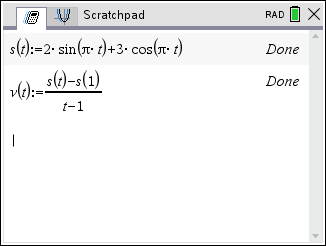 Scratchpad RAD
s(t):=2·sin(π·t)+3·cos(π·t) Done
v(t):=(s(t)−s(1))/(t−1) Done